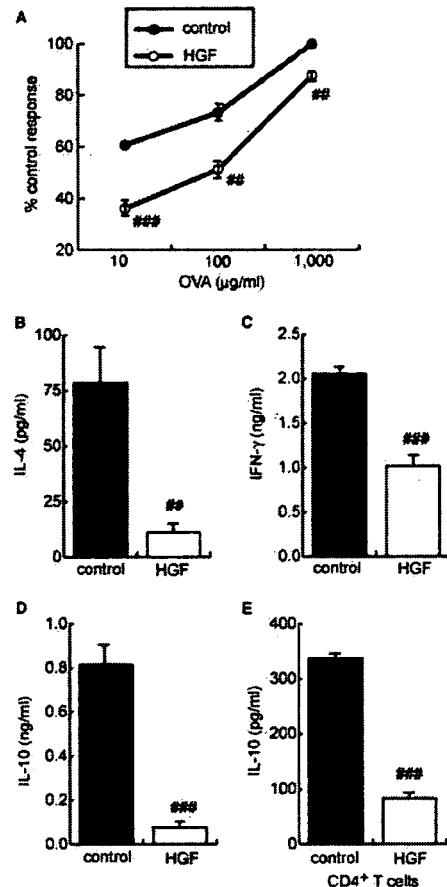 A
control
HGF
% control response
100
80
60
40
20
###
##
##
10
100
1,000
OVA (µg/ml)
B
IL-4 (pg/ml)
100
75
50
25
0
##
control
HGF
C
IFN-γ (ng/ml)
2.5
2.0
1.5
1.0
0.5
0.0
###
control
HGF
D
IL-10 (ng/ml)
1.0
0.8
0.6
0.4
0.2
0.0
###
control
HGF
E
IL-10 (pg/ml)
400
300
200
100
0
###
control
HGF
CD4+ T cells